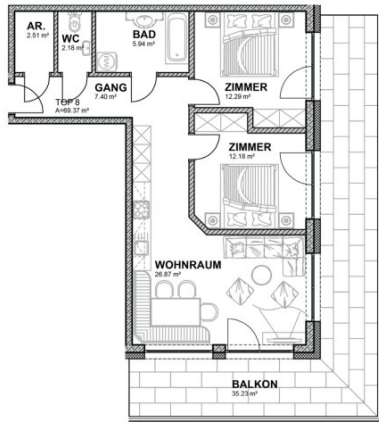 AR.
2.51 m²
WC
2.18 m²
BAD
5.94 m²
GANG
7.40 m²
ZIMMER
12.29 m²
TOP 8
A=69.37 m²
ZIMMER
12.18 m²
WOHNRAUM
26.87 m²
BALKON
35.23 m²